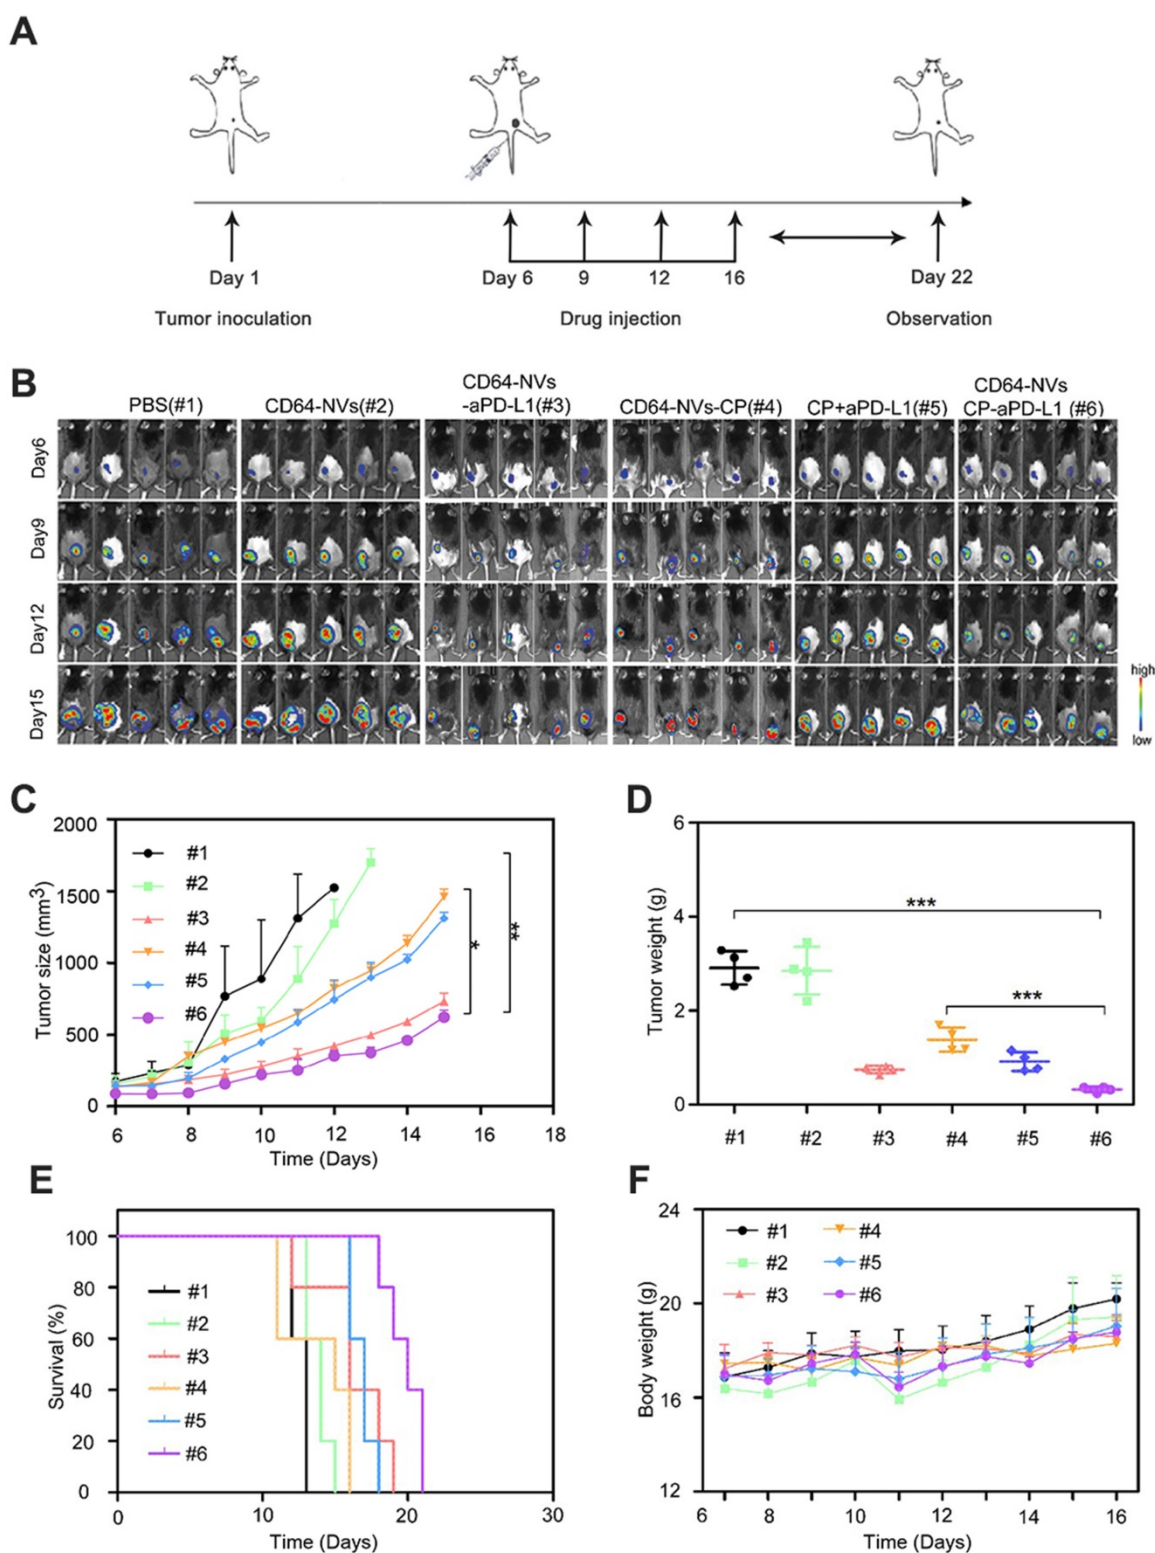 A
Day 1
Day 6
9
12
16
Day 22
Tumor inoculation
Drug injection
Observation
B
PBS(#1)
CD64-NVs(#2)
CD64-NVs
-aPD-L1(#3)
CD64-NVs-CP(#4)
CP+aPD-L1(#5)
CD64-NVs
CP-aPD-L1 (#6)
Day6
Day9
Day12
Day15
high
low
C
Tumor size (mm3)
2000
1500
1000
500
0
#1
#2
#3
#4
#5
#6
*
**
6
8
10
12
14
16
18
Time (Days)
D
Tumor weight (g)
6
4
2
0
***
***
#1
#2
#3
#4
#5
#6
E
Survival (%)
100
80
60
40
20
0
#1
#2
#3
#4
#5
#6
0
10
20
30
Time (Days)
F
Body weight (g)
24
20
16
12
#1
#2
#3
#4
#5
#6
6
8
10
12
14
16
Time (Days)